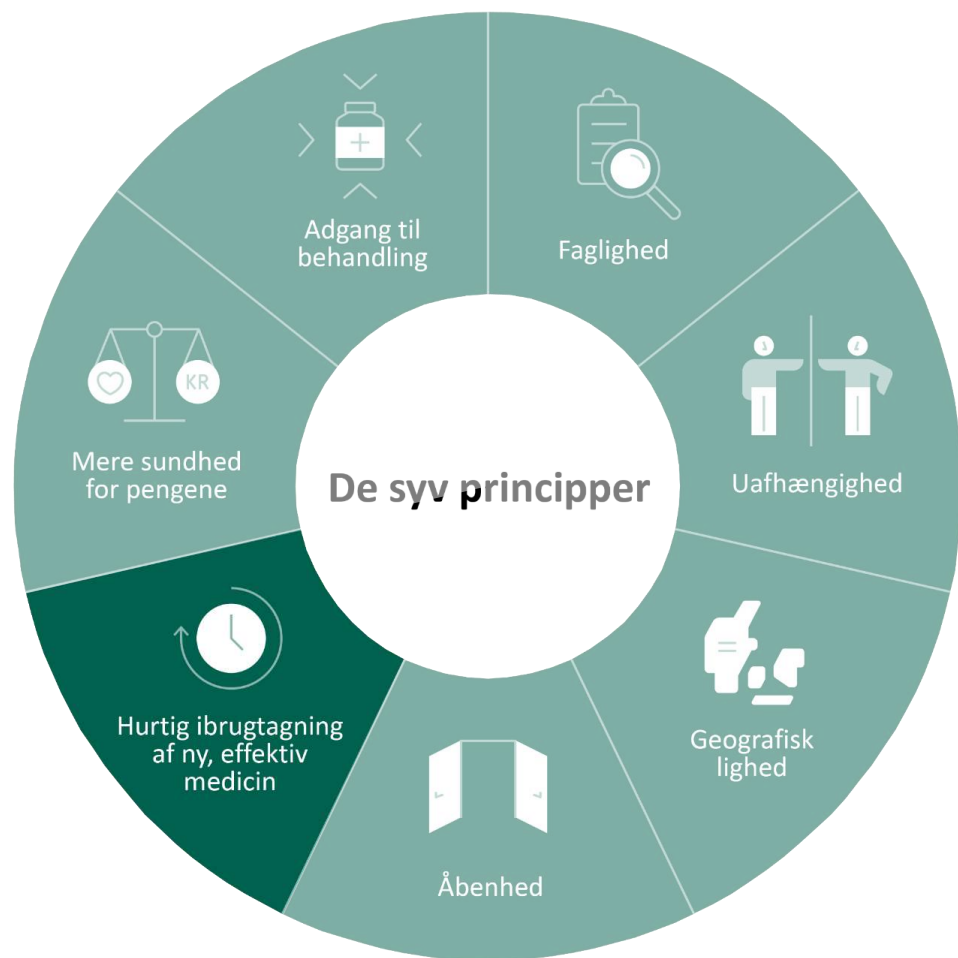 De syv principper
Faglighed
Uafhængighed
Geografisk
lighed
Åbenhed
Hurtig ibrugtagning
af ny, effektiv
medicin
KR
Mere sundhed
for pengene
Adgang til
behandling